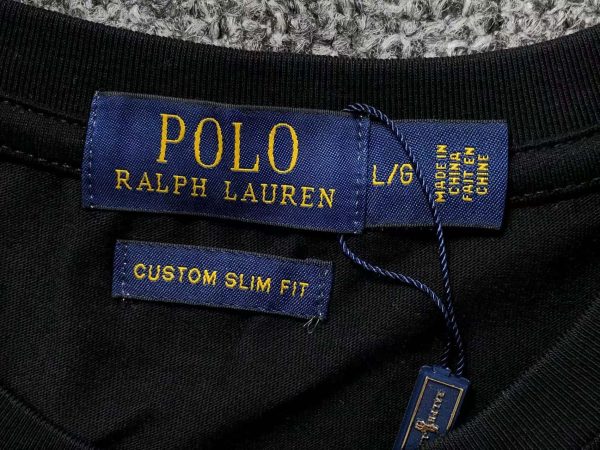 POLO
RALPH LAUREN
L/G
MADE IN
CHINA
FAIT EN
CHINE
CUSTOM SLIM FIT